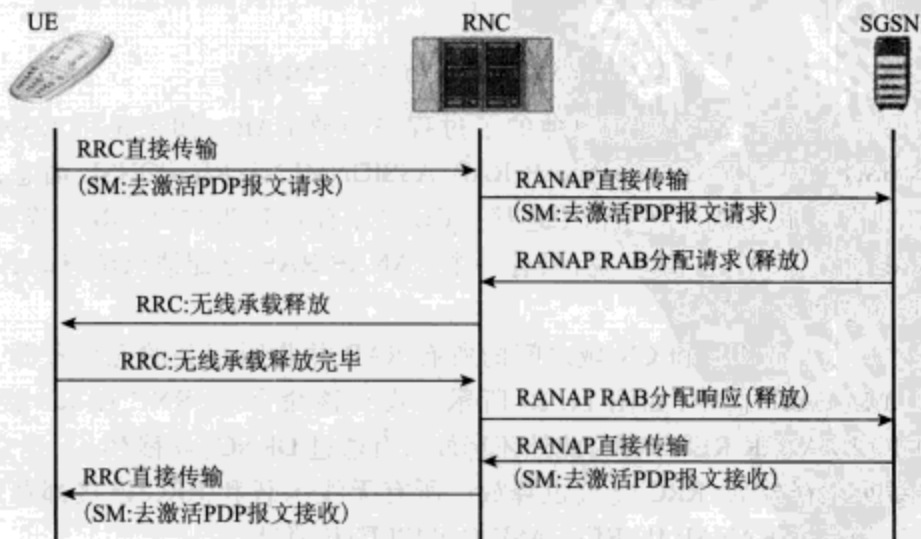 UE
RNC
SGSN
RRC直接传输
(SM:去激活PDP报文请求)
RANAP直接传输
(SM:去激活PDP报文请求)
RANAP RAB分配请求(释放)
RRC:无线承载释放
RRC:无线承载释放完毕
RANAP RAB分配响应(释放)
RANAP直接传输
(SM:去激活PDP报文接收)
RRC直接传输
(SM:去激活PDP报文接收)